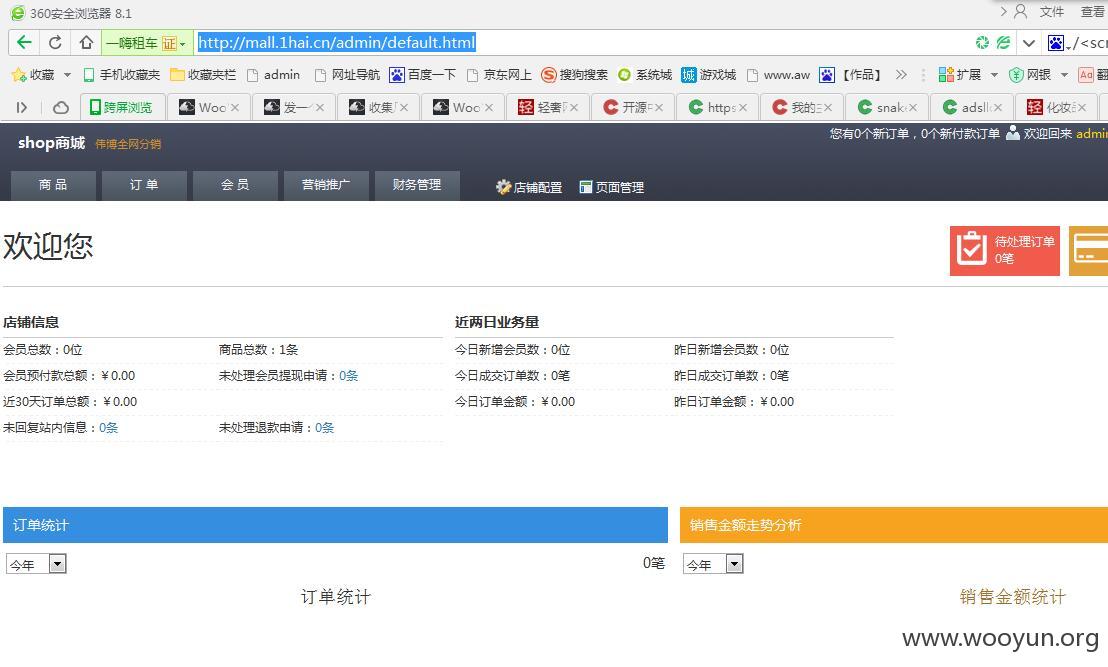 360安全浏览器 8.1
文件 查看
一嗨租车 证 http://mall.1hai.cn/admin/default.html /<scr
收藏 手机收藏夹 收藏夹栏 admin 网址导航 百度一下 京东网上 搜狗搜索 系统城 城 游戏城 www.aw 【作品】 扩展 网银 Aa 翻
跨屏浏览 Woo 发一 收集 Woo 轻 轻奢 开源 https 我的 snake adsl 轻 化妆
shop商城 伟博全网分销
您有0个新订单，0个新付款订单 欢迎回来 admin
商 品 订 单 会 员 营销推广 财务管理 店铺配置 页面管理
欢迎您
待处理订单
0笔
店铺信息 近两日业务量
会员总数：0位 商品总数：1条 今日新增会员数：0位 昨日新增会员数：0位
会员预付款总额：￥0.00 未处理会员提现申请：0条 今日成交订单数：0笔 昨日成交订单数：0笔
近30天订单总额：￥0.00 今日订单金额：￥0.00 昨日订单金额：￥0.00
未回复站内信息：0条 未处理退款申请：0条
订单统计 销售金额走势分析
今年 0笔 今年
订单统计 销售金额统计
www.wooyun.org